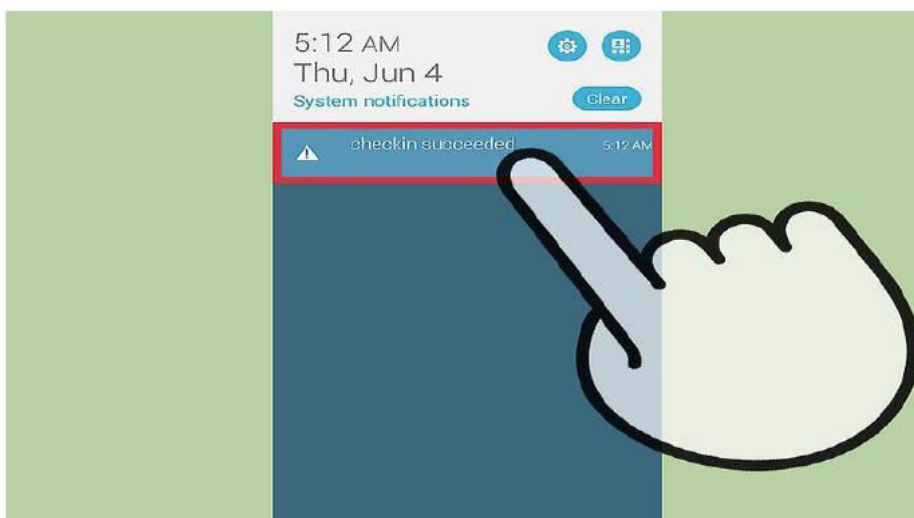 5:12 AM
Thu, Jun 4
System notifications
Clear
checkin succeeded 5:12 AM